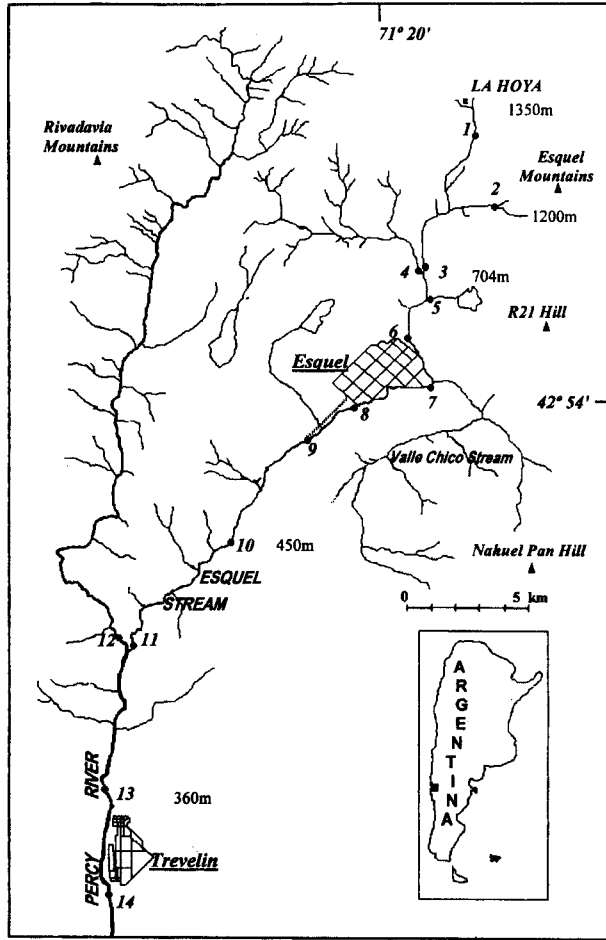 71° 20'
LA HOYA
1350m
1
Rivadavia
Mountains
Esquel
Mountains
2
1200m
4
3
704m
5
R21 Hill
6
Esquel
7
42° 54'
8
9
Valle Chico Stream
10
450m
Nahuel Pan Hill
ESQUEL
STREAM
0 5 km
12
11
ARGENTINA
RIVER
13
360m
Trevelin
PERCY
14